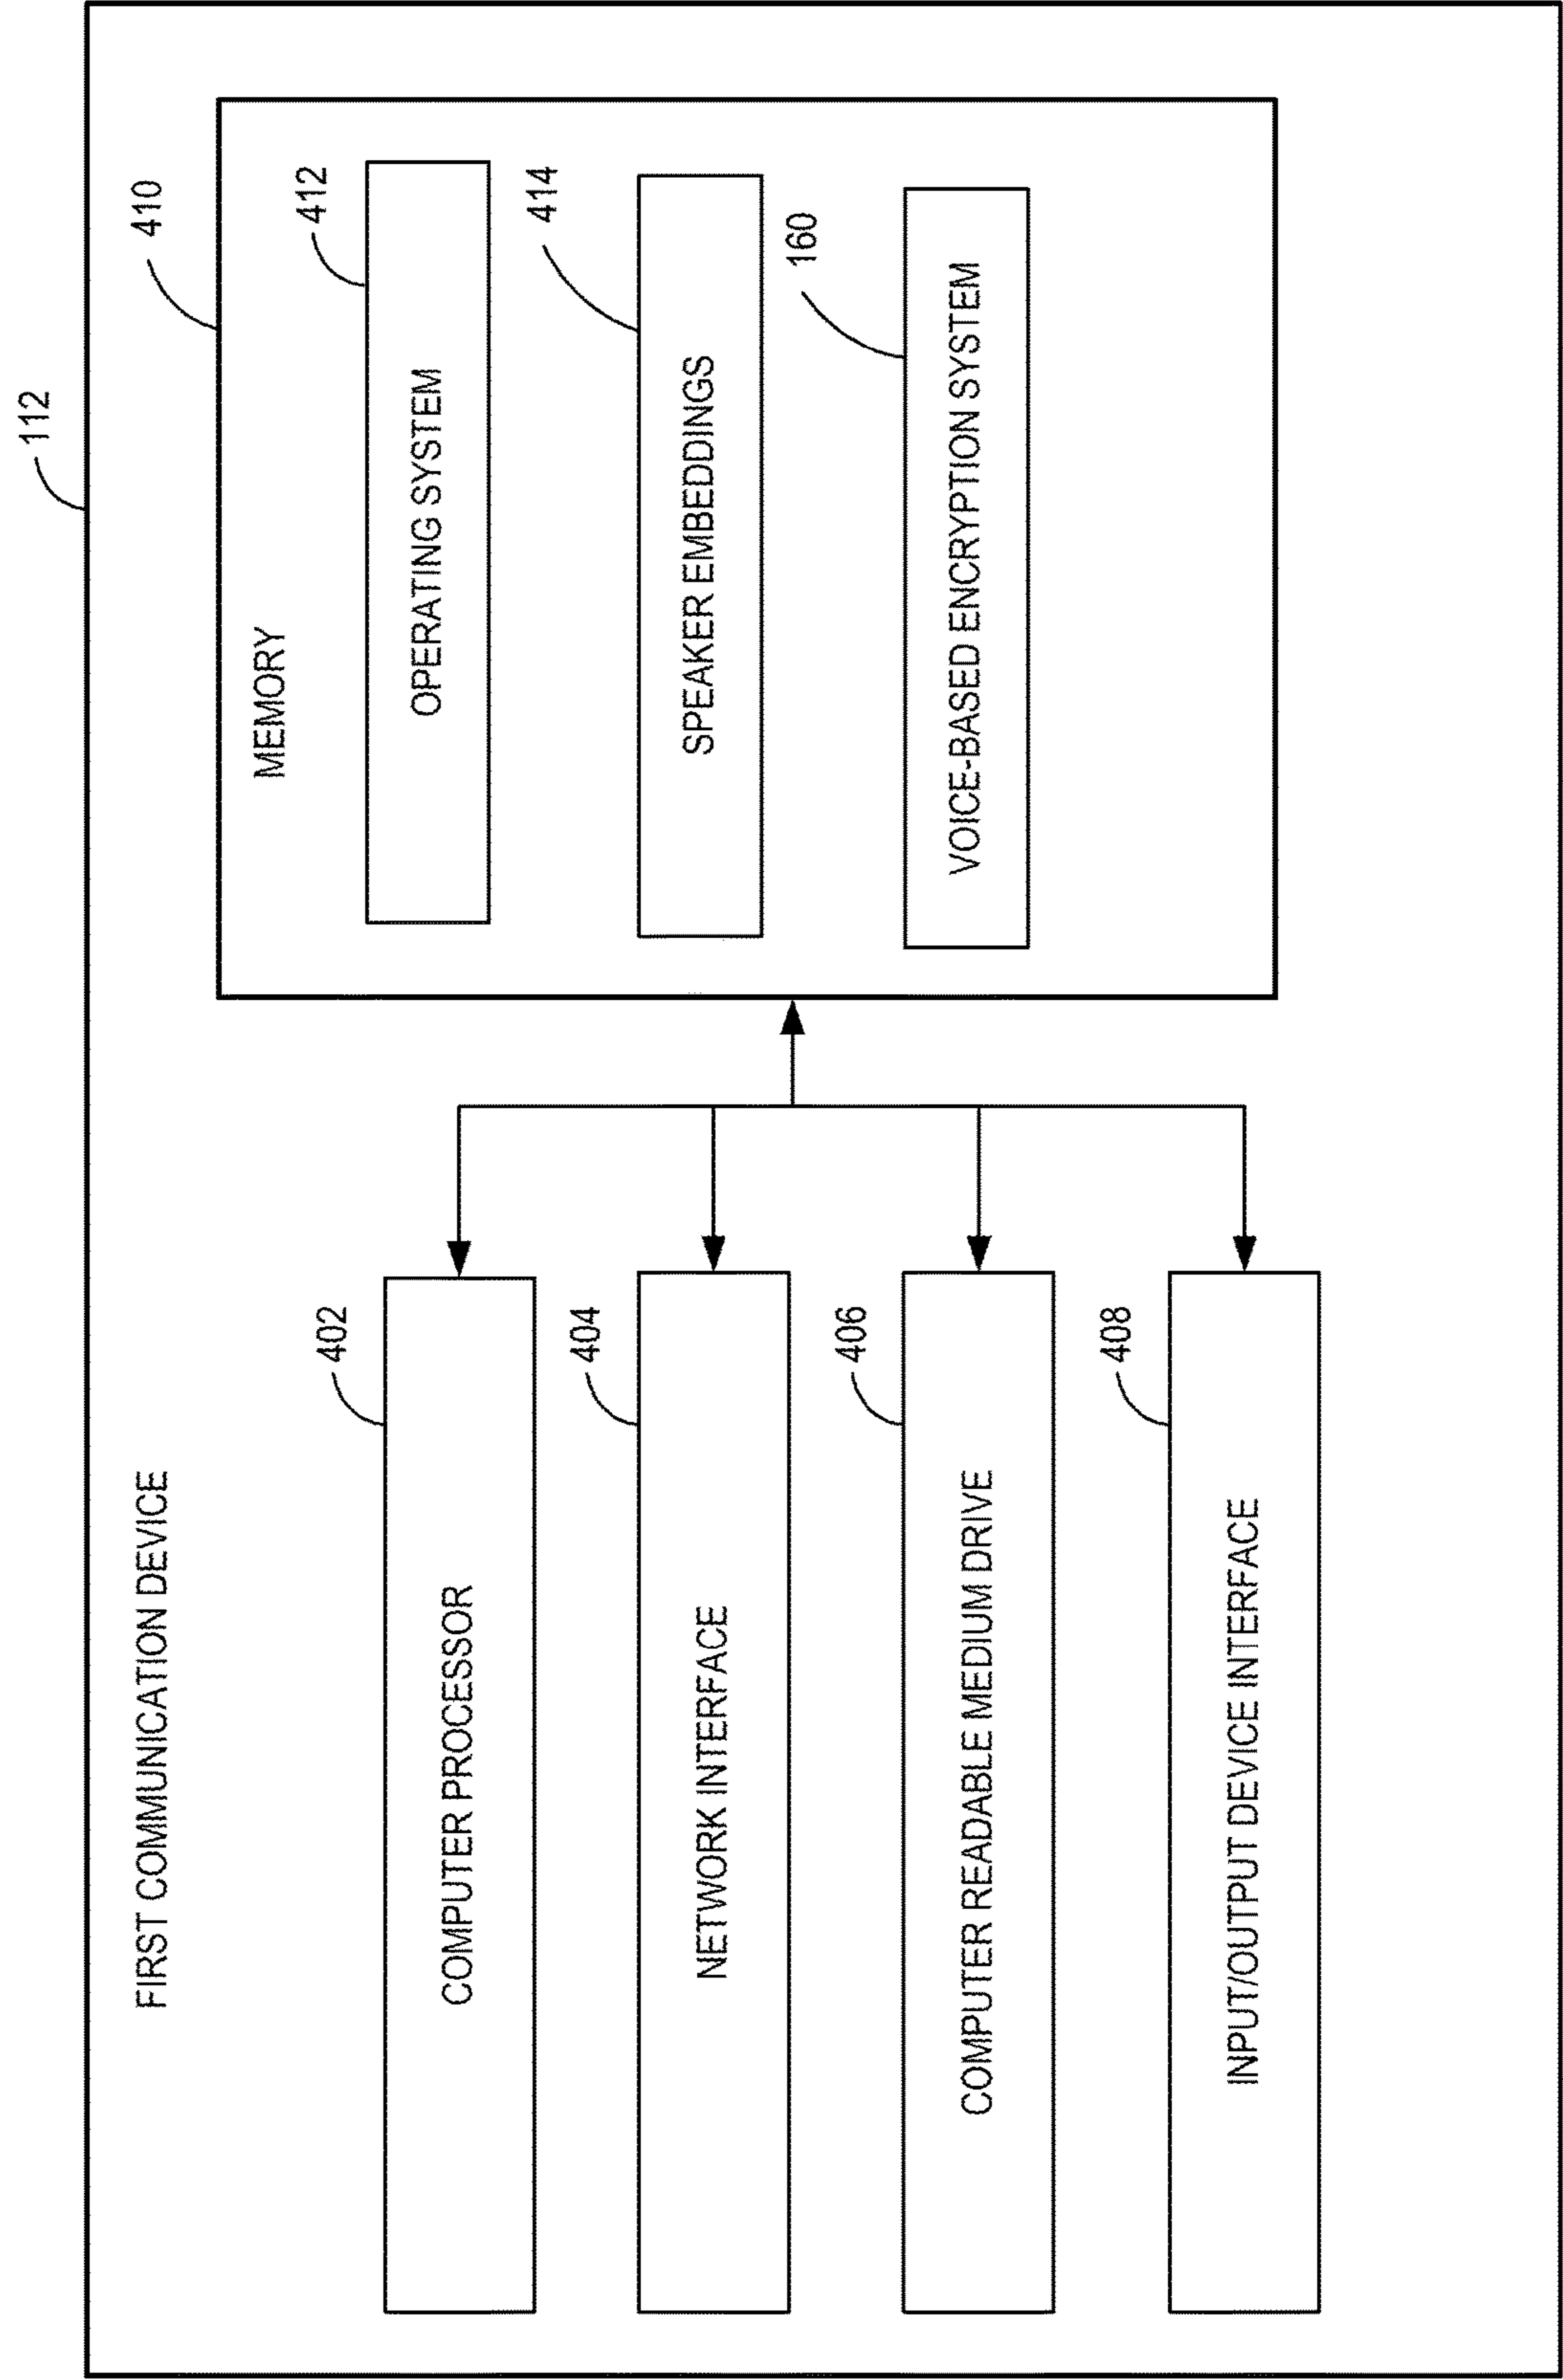 112
FIRST COMMUNICATION DEVICE
410
MEMORY
402
COMPUTER PROCESSOR
412
OPERATING SYSTEM
404
NETWORK INTERFACE
414
SPEAKER EMBEDDINGS
406
COMPUTER READABLE MEDIUM DRIVE
160
VOICE-BASED ENCRYPTION SYSTEM
408
INPUT/OUTPUT DEVICE INTERFACE